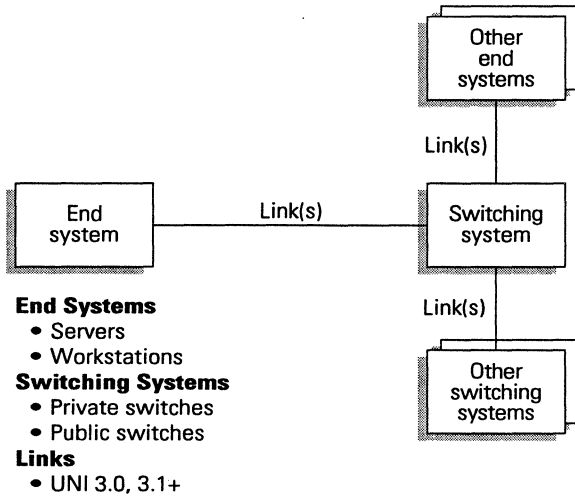 Other
end
systems
Link(s)
End
system
Link(s)
Switching
system
Link(s)
Other
switching
systems
End Systems
• Servers
• Workstations
Switching Systems
• Private switches
• Public switches
Links
• UNI 3.0, 3.1+